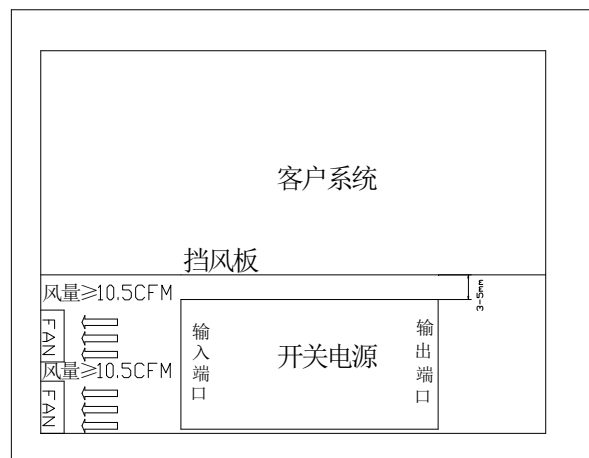 客户系统
挡风板
风量≥10.5CFM
3-5mm
FAN
输入端口
开关电源
输出端口
风量≥10.5CFM
FAN